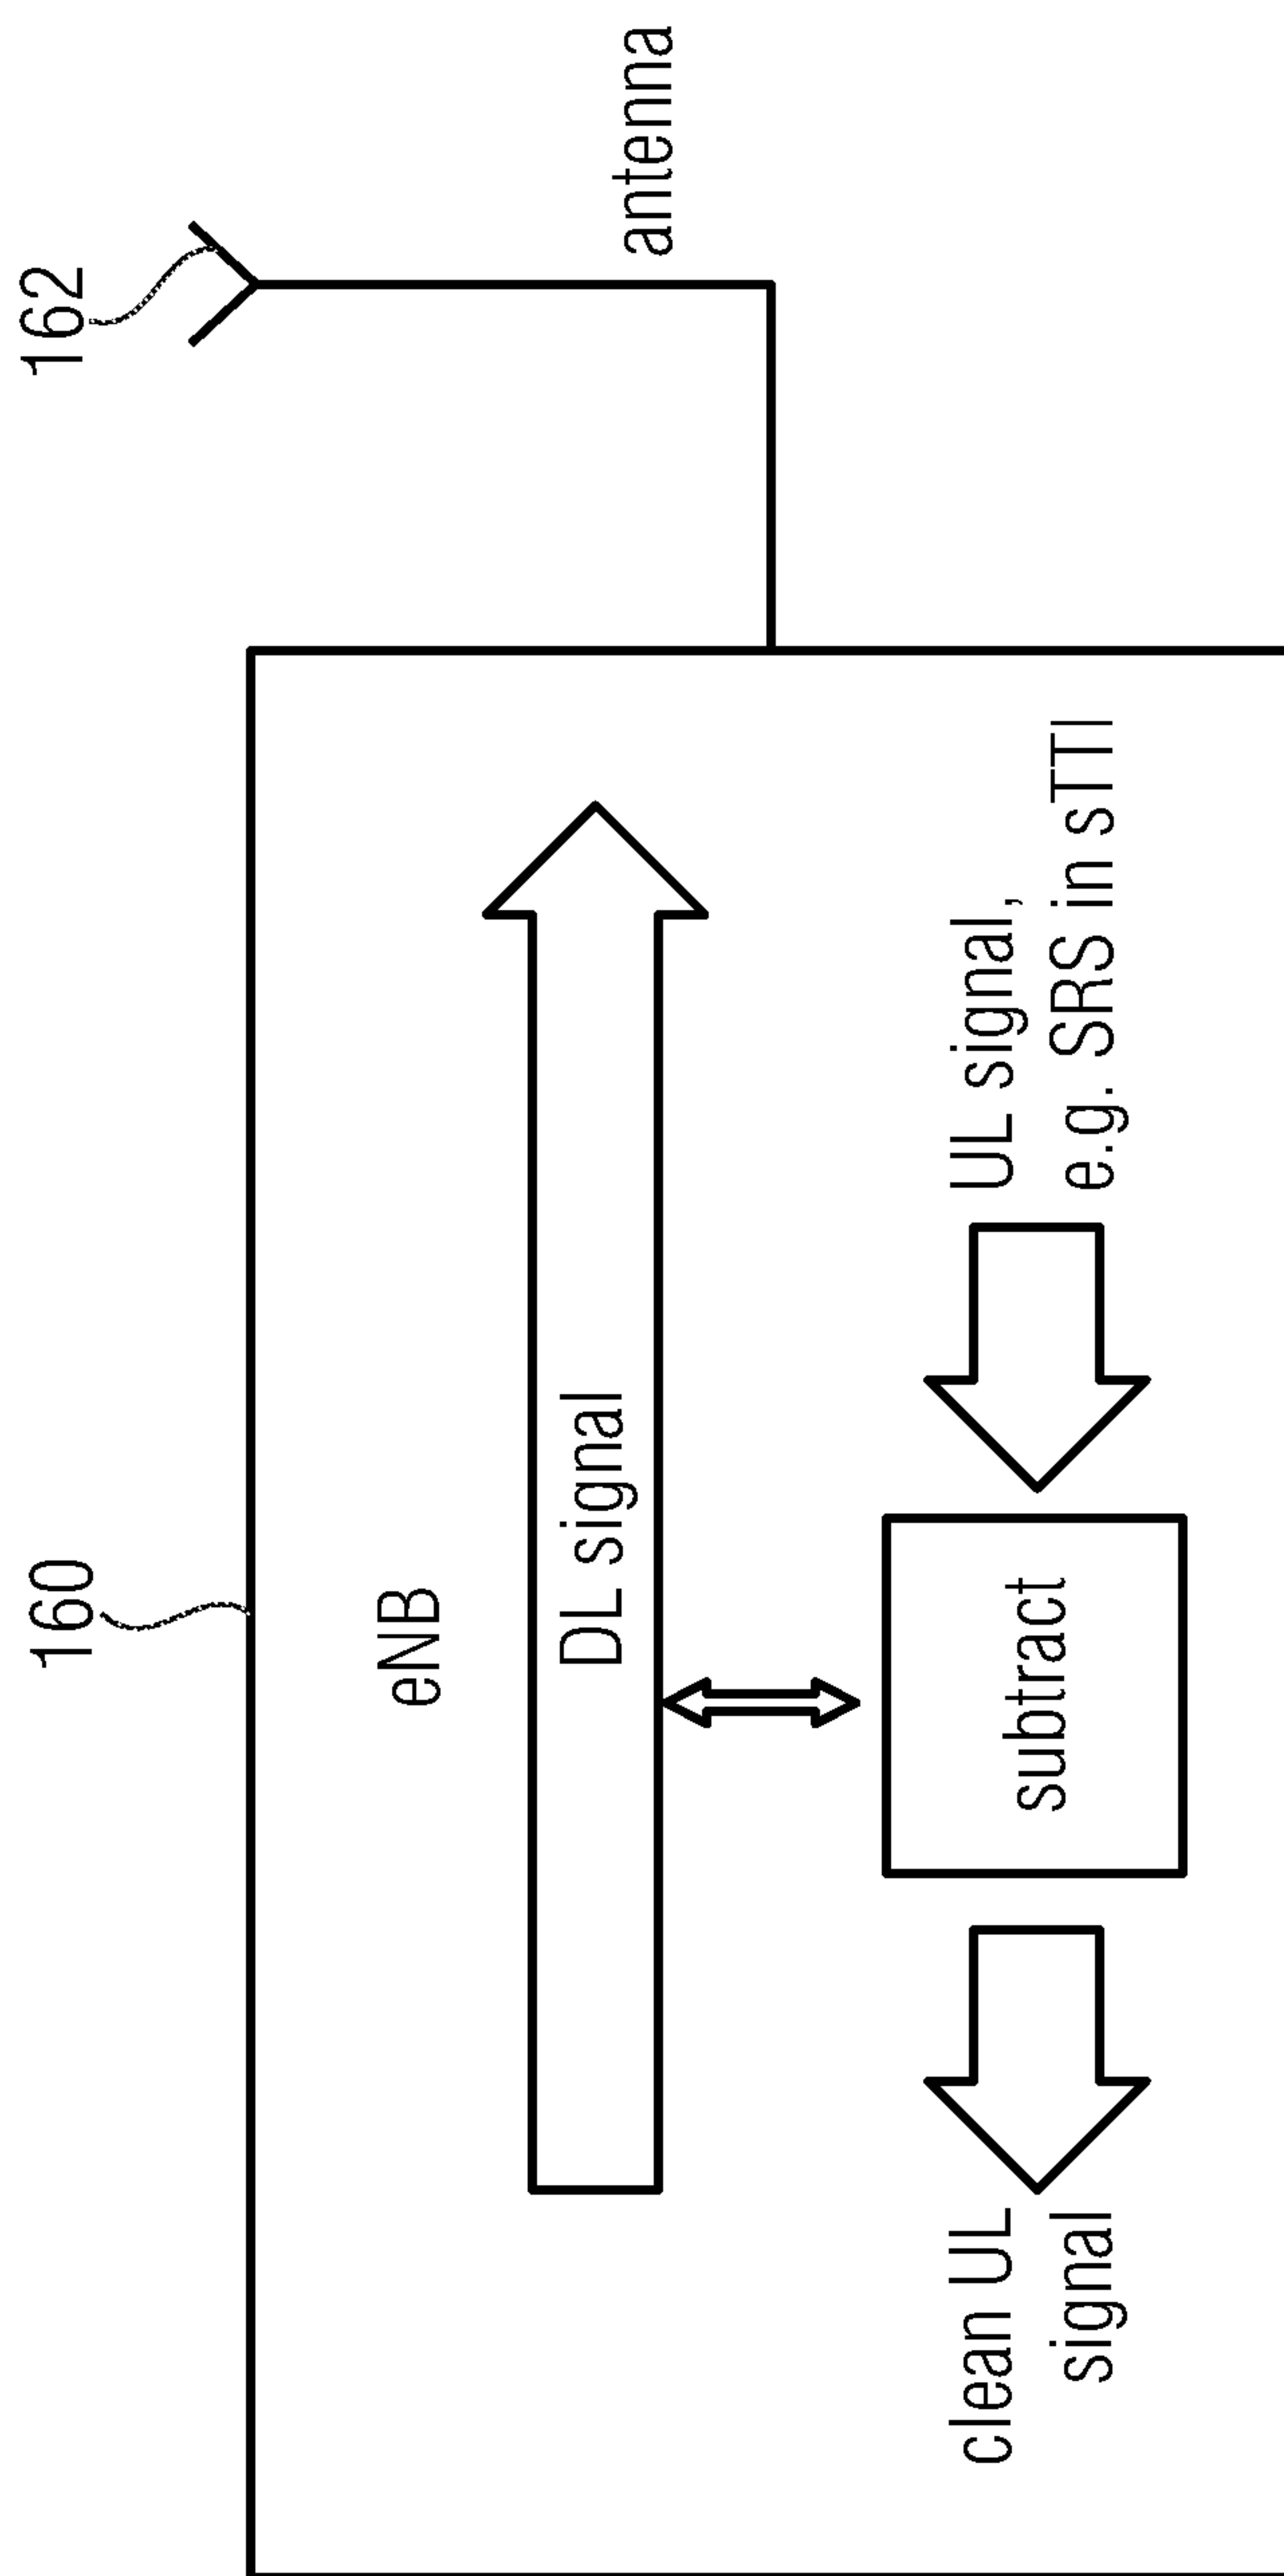 160
162
eNB
antenna
DL signal
clean UL
signal
subtract
UL signal,
e.g. SRS in sTTI